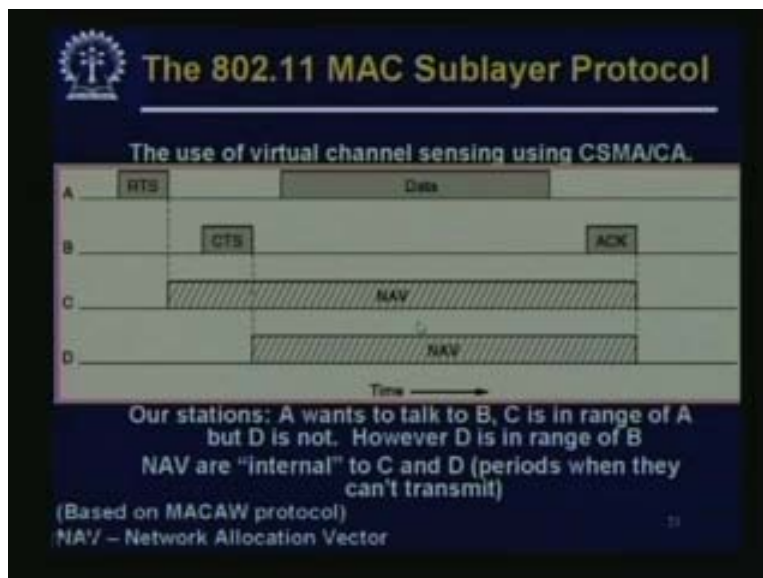 The 802.11 MAC Sublayer Protocol
The use of virtual channel sensing using CSMA/CA.
A RTS Data
B CTS ACK
C NAV
D NAV
Time
Our stations: A wants to talk to B, C is in range of A
but D is not. However D is in range of B
NAV are "internal" to C and D (periods when they
can't transmit)
(Based on MACAW protocol)
NAV – Network Allocation Vector